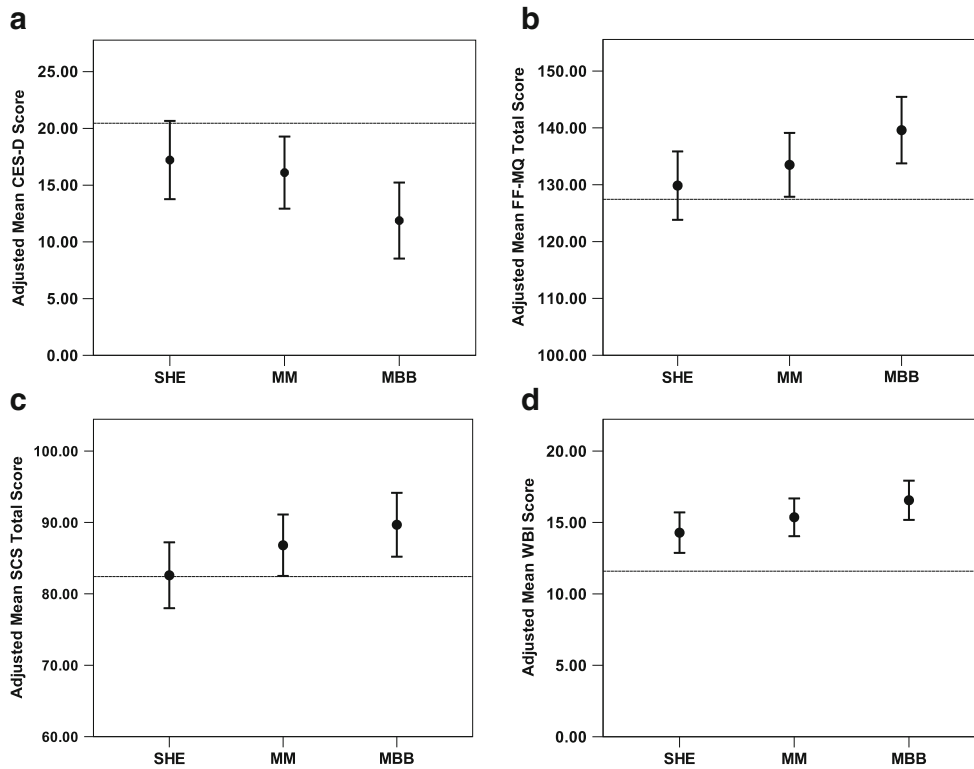 a
Adjusted Mean CES-D Score
25.00
20.00
15.00
10.00
5.00
0.00
SHE MM MBB
b
Adjusted Mean FF-MQ Total Score
150.00
140.00
130.00
120.00
110.00
100.00
SHE MM MBB
c
Adjusted Mean SCS Total Score
100.00
90.00
80.00
70.00
60.00
SHE MM MBB
d
Adjusted Mean WBI Score
20.00
15.00
10.00
5.00
0.00
SHE MM MBB